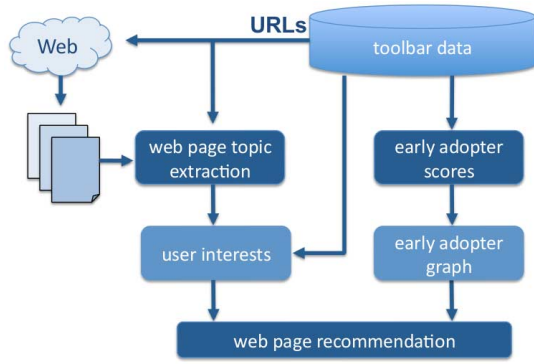 URLs
Web
toolbar data
web page topic
extraction
early adopter
scores
user interests
early adopter
graph
web page recommendation